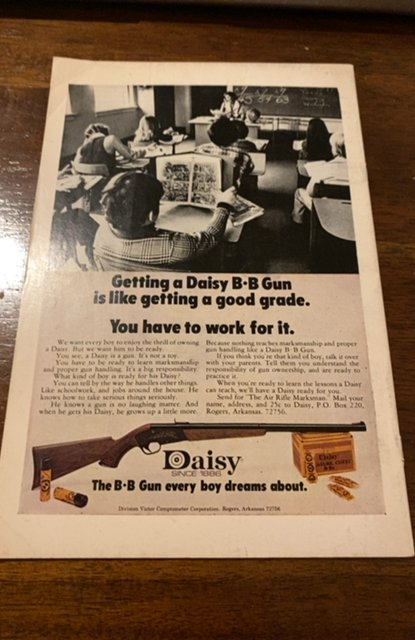 Getting a Daisy B·B Gun
is like getting a good grade.
You have to work for it.
We want every boy to enjoy the thrill of owning
a Daisy. But we want him to be ready.
You see, a Daisy is a gun. It's not a toy.
You have to be ready to learn marksmanship
and proper gun handling. It's a big responsibility.
What kind of boy is ready for his Daisy?
You can tell by the way he handles other things.
Like schoolwork, and jobs around the house. He
knows how to take serious things seriously.
He knows a gun is no laughing matter. And
when he gets his Daisy, he grows up a little more.
Because nothing teaches marksmanship and proper
gun handling like a Daisy B·B Gun.
If you think you're that kind of boy, talk it over
with your parents. Tell them you understand the
responsibility of gun ownership, and are ready to
practice it.
When you're ready to learn the lessons a Daisy
can teach, we'll have a Daisy ready for you.
Send for "The Air Rifle Marksman." Mail your
name, address, and 25c to Daisy, P.O. Box 220,
Rogers, Arkansas 72756.
Daisy
SINCE 1886
The B·B Gun every boy dreams about.
Division Victor Comptometer Corporation, Rogers, Arkansas 72756